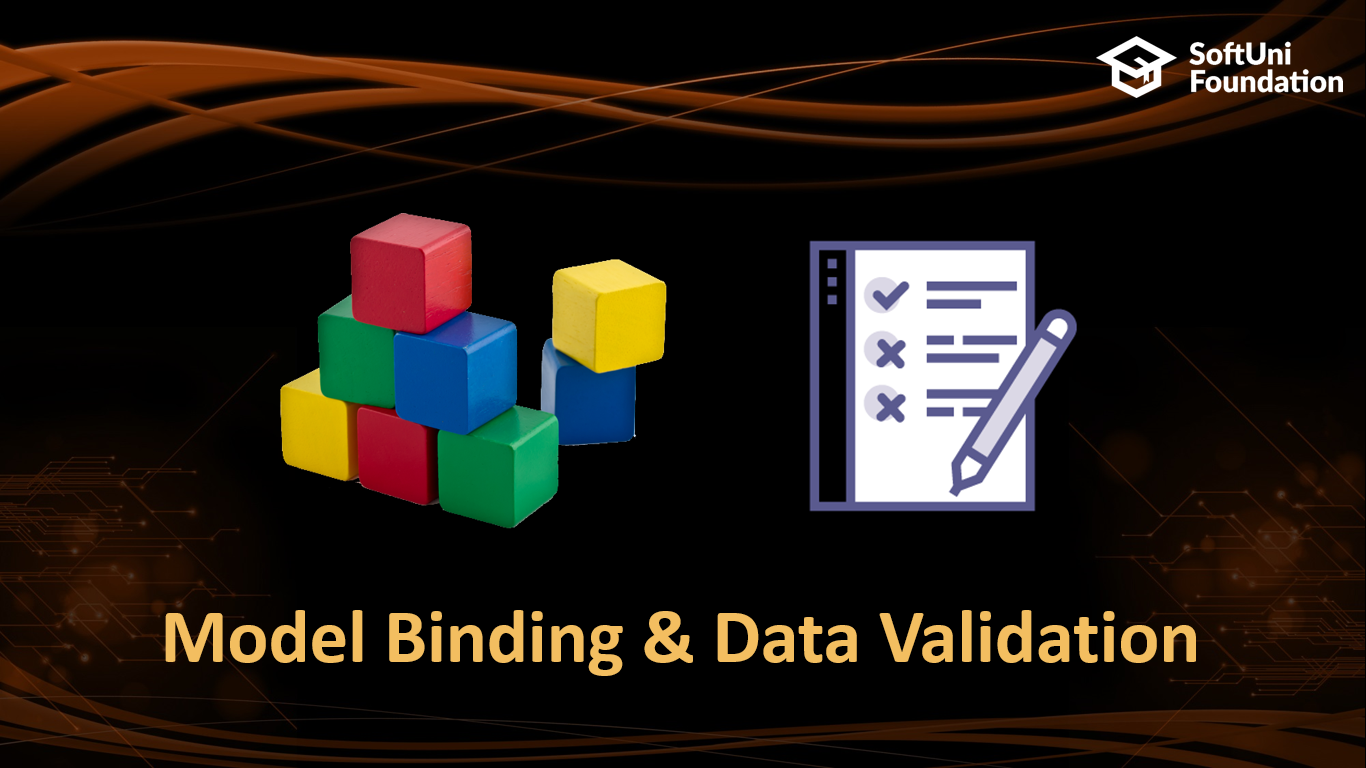 SoftUni
Foundation
Model Binding & Data Validation